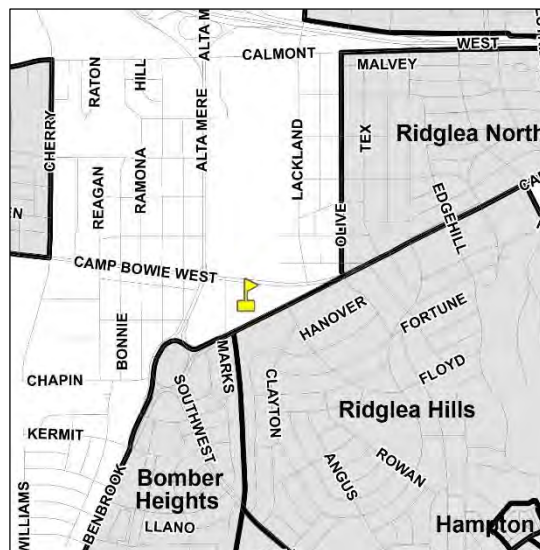 ALTA M
WEST
CALMONT
MALVEY
RATON
HILL
CHERRY
ALTA MERE
LACKLAND
TEX
Ridglea North
REAGAN
RAMONA
EDGEHILL
CA
EN
OLIVE
CAMP BOWIE WEST
HANOVER
FORTUNE
BONNIE
MARKS
CHAPIN
SOUTHWEST
CLAYTON
FLOYD
Ridglea Hills
KERMIT
ROWAN
ANGUS
Bomber
Heights
BENBROOK
WILLIAMS
LLANO
Hampton